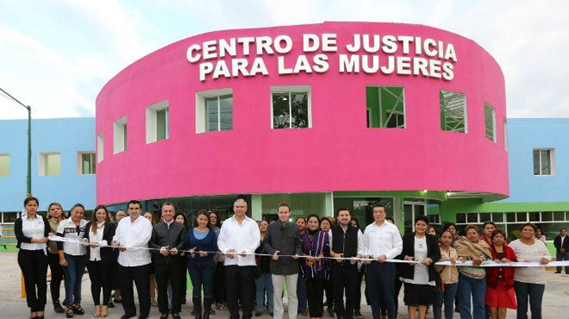 CENTRO DE JUSTICIA
PARA LAS MUJERES